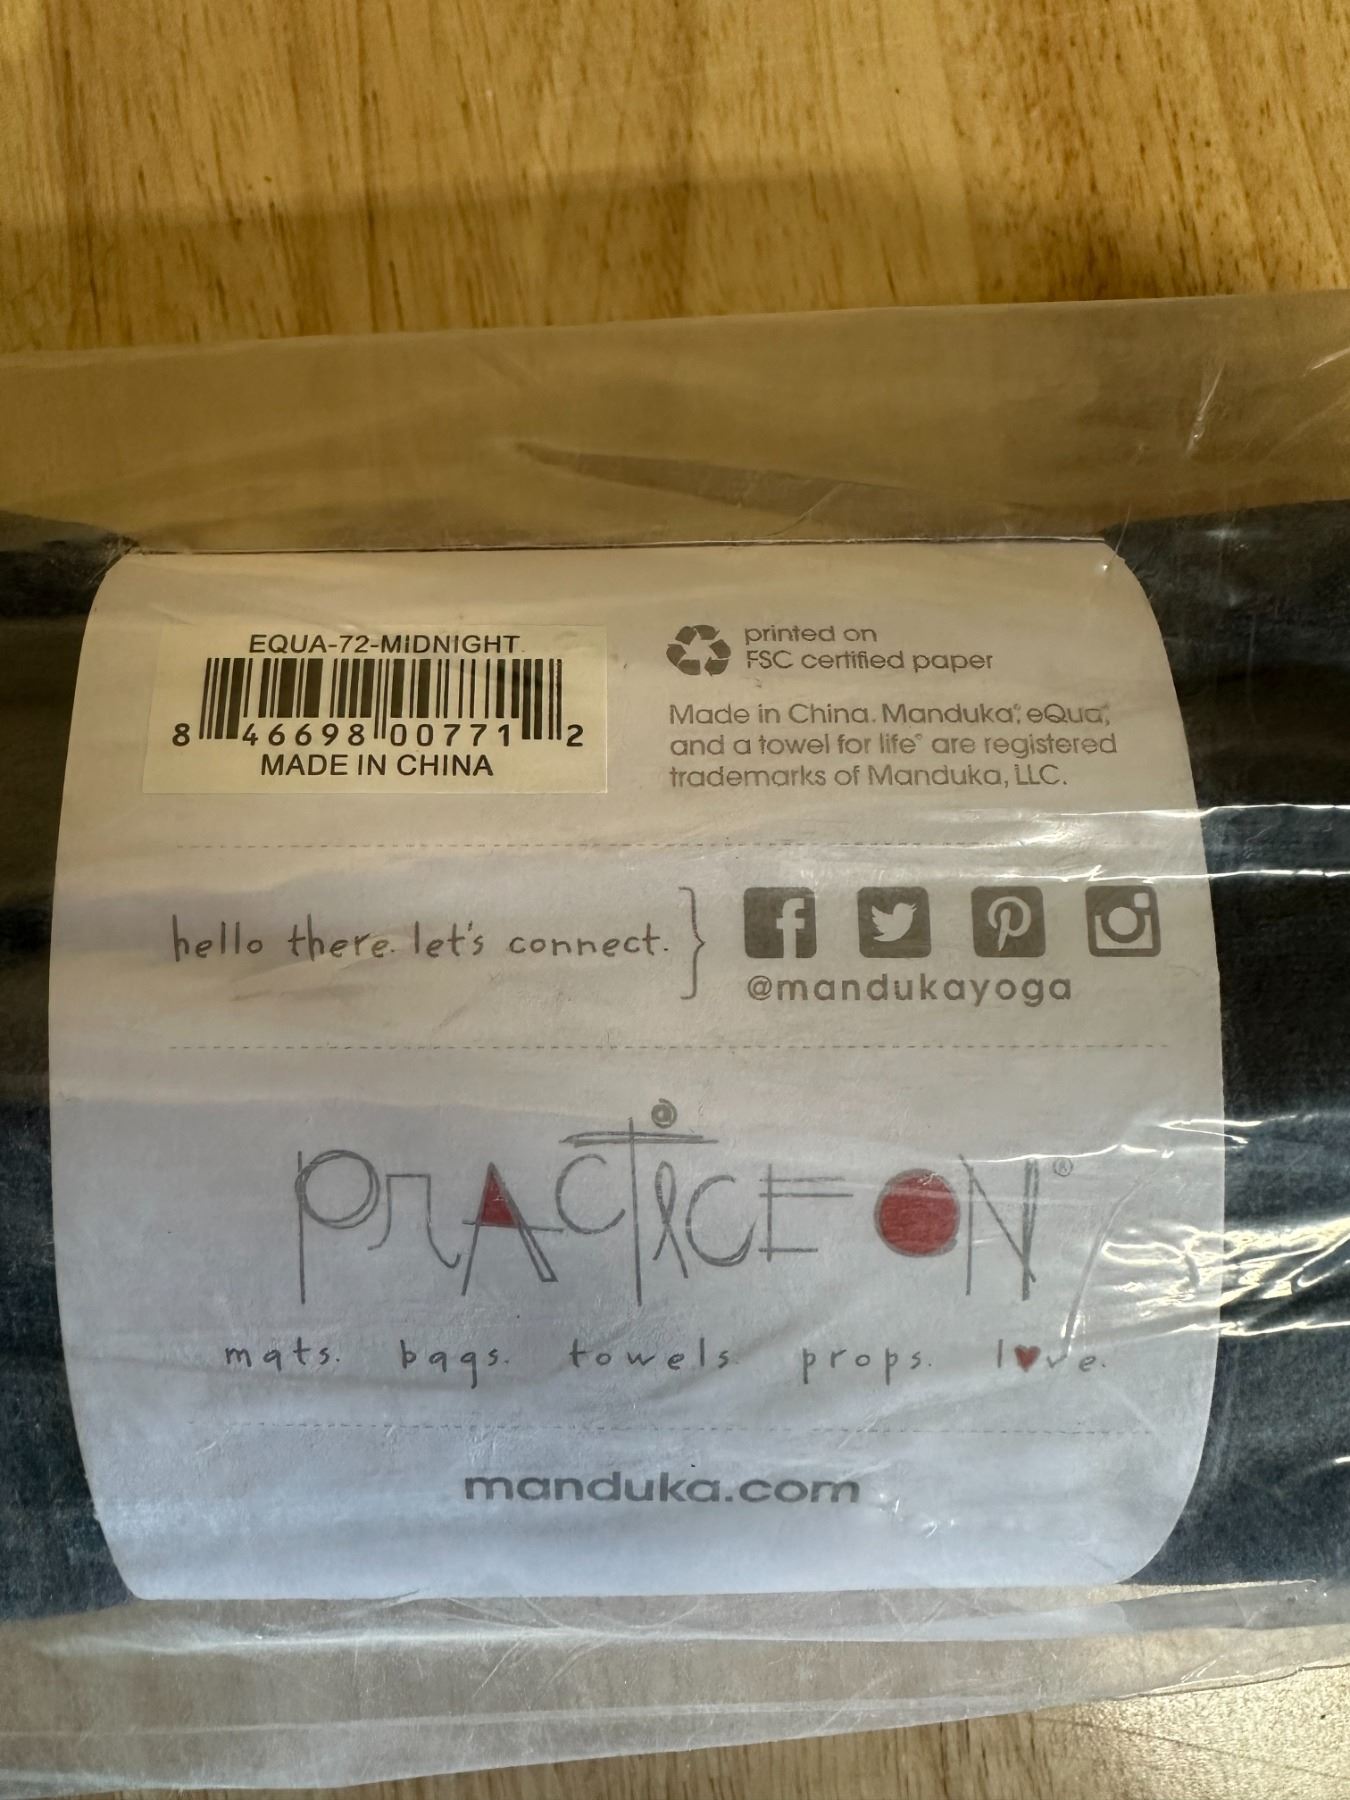 EQUA-72-MIDNIGHT
8 46698 00771 2
MADE IN CHINA
printed on
FSC certified paper
Made in China. Manduka®, eQua®,
and a towel for life® are registered
trademarks of Manduka, LLC.
hello there. let's connect.
@mandukayoga
PrACTiCE ON®
mats. bags. towels. props. l♥ve.
manduka.com